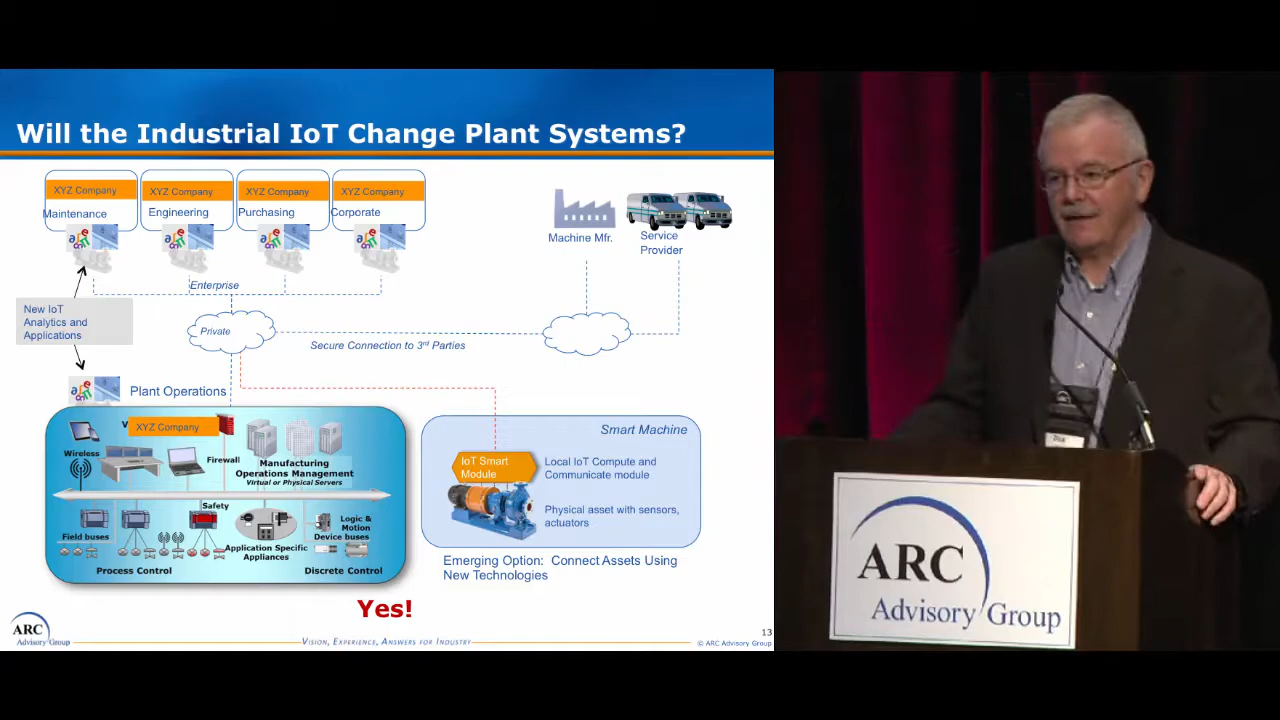 Will the Industrial IoT Change Plant Systems?
XYZ Company
XYZ Company
XYZ Company
XYZ Company
Maintenance
Engineering
Purchasing
Corporate
Machine Mfr.
Service
Provider
Enterprise
New IoT
Analytics and
Applications
Private
Secure Connection to 3rd Parties
Plant Operations
XYZ Company
Wireless
Firewall
Manufacturing
Operations Management
Virtual or Physical Servers
Safety
Field buses
Logic &
Motion
Device buses
Application Specific
Appliances
Process Control
Discrete Control
Smart Machine
IoT Smart
Module
Local IoT Compute and
Communicate module
Physical asset with sensors,
actuators
Emerging Option: Connect Assets Using
New Technologies
Yes!
ARC
Advisory Group
VISION, EXPERIENCE, ANSWERS FOR INDUSTRY
13
© ARC Advisory Group
ARC
Advisory Group